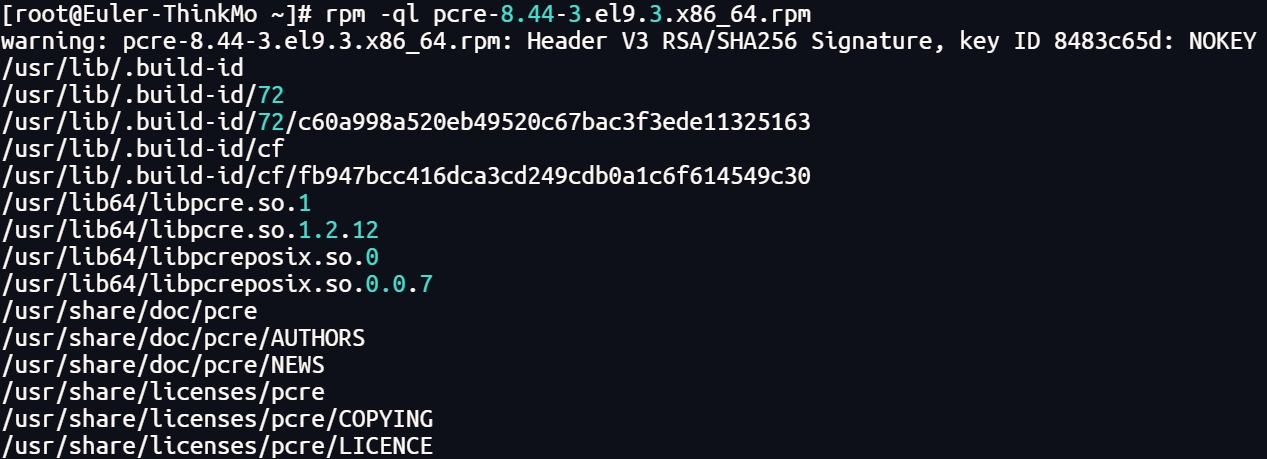 [root@Euler-ThinkMo ~]# rpm -ql pcre-8.44-3.el9.3.x86_64.rpm
warning: pcre-8.44-3.el9.3.x86_64.rpm: Header V3 RSA/SHA256 Signature, key ID 8483c65d: NOKEY
/usr/lib/.build-id
/usr/lib/.build-id/72
/usr/lib/.build-id/72/c60a998a520eb49520c67bac3f3ede11325163
/usr/lib/.build-id/cf
/usr/lib/.build-id/cf/fb947bcc416dca3cd249cdb0a1c6f614549c30
/usr/lib64/libpcre.so.1
/usr/lib64/libpcre.so.1.2.12
/usr/lib64/libpcreposix.so.0
/usr/lib64/libpcreposix.so.0.0.7
/usr/share/doc/pcre
/usr/share/doc/pcre/AUTHORS
/usr/share/doc/pcre/NEWS
/usr/share/licenses/pcre
/usr/share/licenses/pcre/COPYING
/usr/share/licenses/pcre/LICENCE